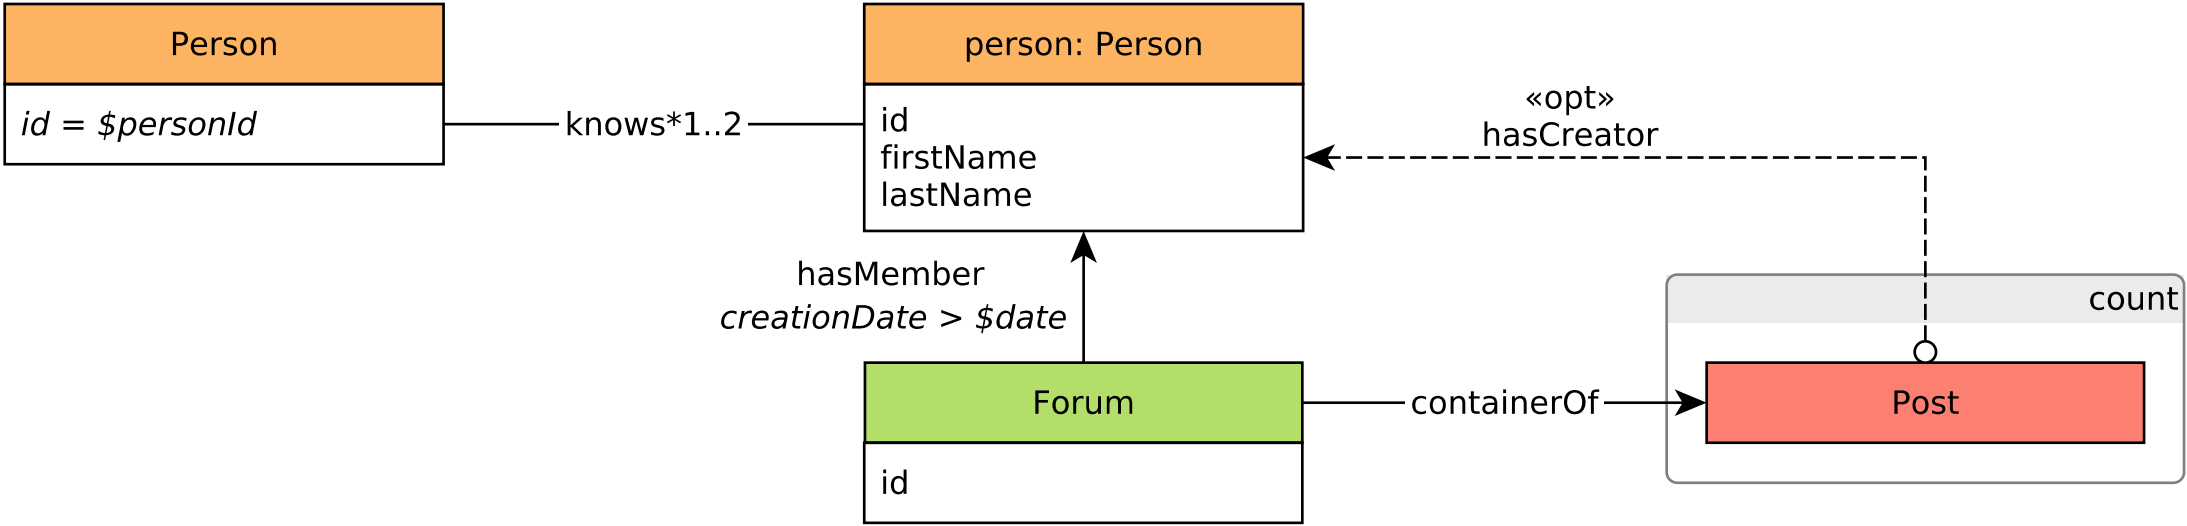 Person
id = $personId
knows*1..2
person: Person
id
firstName
lastName
«opt»
hasCreator
hasMember
creationDate > $date
count
Forum
id
containerOf
Post